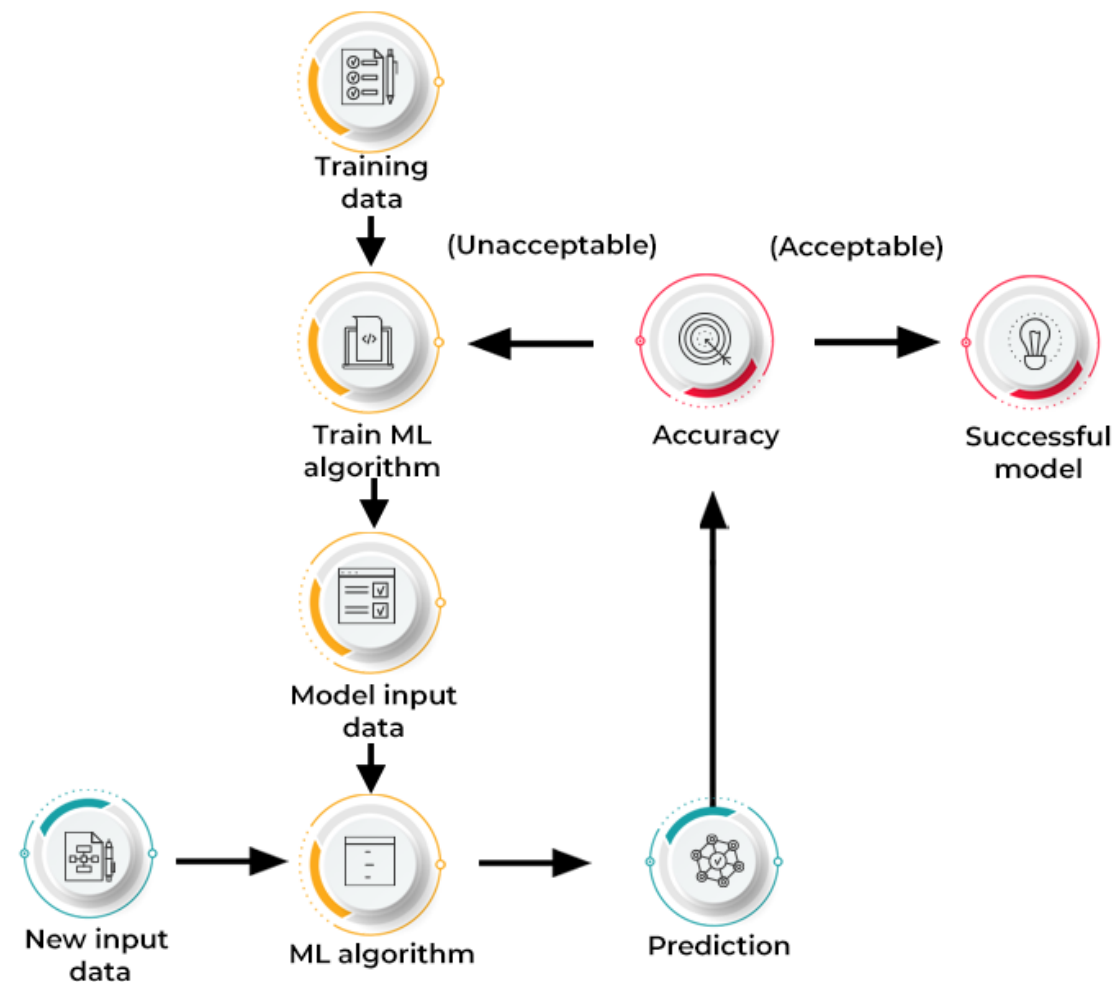 Training
data
(Unacceptable)
(Acceptable)
Train ML
algorithm
Accuracy
Successful
model
Model input
data
New input
data
ML algorithm
Prediction